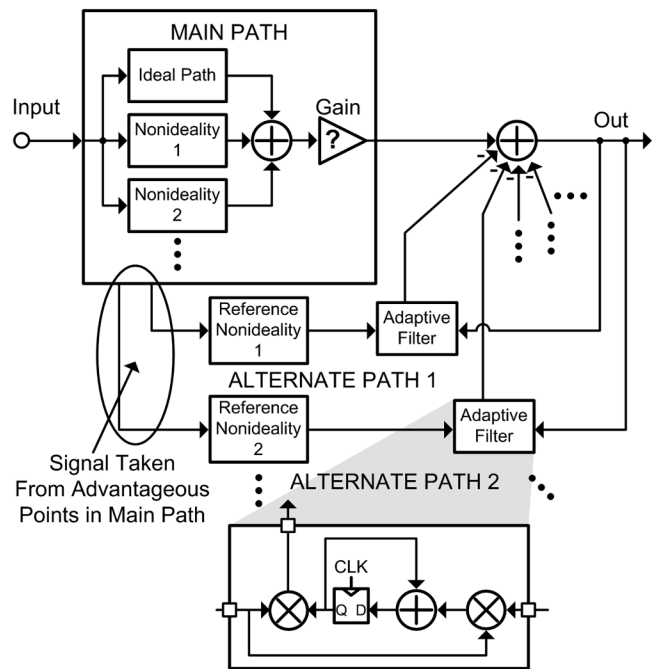 MAIN PATH
Ideal Path
Input
Gain
Nonideality
1
?
Out
Nonideality
2
Reference
Nonideality
1
Adaptive
Filter
ALTERNATE PATH 1
Reference
Nonideality
2
Adaptive
Filter
Signal Taken
From Advantageous
Points in Main Path
ALTERNATE PATH 2
CLK
Q D